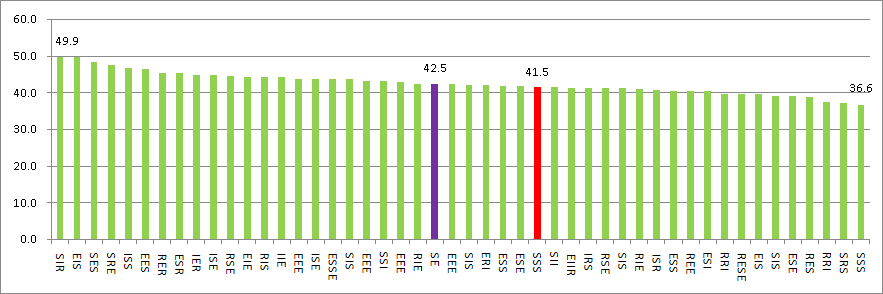 60.0
50.0
40.0
30.0
20.0
10.0
0.0
49.9
42.5
41.5
36.6
SIR
EIS
SES
SRE
ISS
EES
RER
ESR
IER
ISE
RSE
EIE
RIS
IIE
EEE
ISE
ESSE
SIS
EEE
SSI
EEE
RIE
SE
EEE
SIS
ERI
ESS
ESE
SSS
SII
EIIR
IRS
RSE
SIS
RIE
ISR
ESS
REE
ESI
RRI
RESE
EIS
SIS
ESE
RES
RRI
SRS
SSS